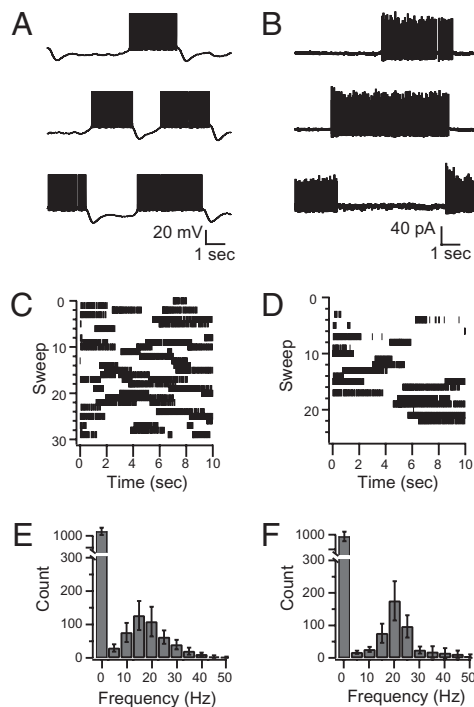 A
B
20 mV
1 sec
40 pA
1 sec
C
D
0
10
20
30
Sweep
0 2 4 6 8 10
Time (sec)
0
10
20
Sweep
0 2 4 6 8 10
Time (sec)
E
F
1000
300
200
100
0
Count
0 10 20 30 40 50
Frequency (Hz)
1000
300
200
100
0
Count
0 10 20 30 40 50
Frequency (Hz)